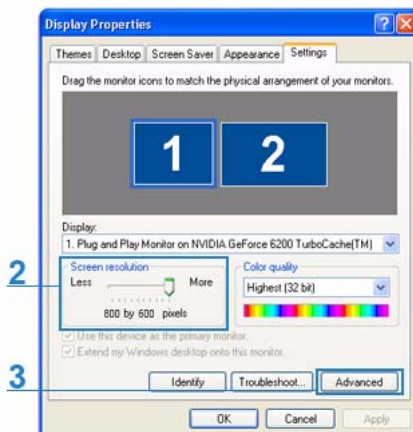 Display Properties
Themes Desktop Screen Saver Appearance Settings
Drag the monitor icons to match the physical arrangement of your monitors.
1 2
Display:
1. Plug and Play Monitor on NVIDIA GeForce 6200 TurboCache(TM)
2
Screen resolution Color quality
Less More Highest (32 bit)
800 by 600 pixels
Use this device as the primary monitor.
Extend my Windows desktop onto this monitor.
3
Identify Troubleshoot... Advanced
OK Cancel Apply